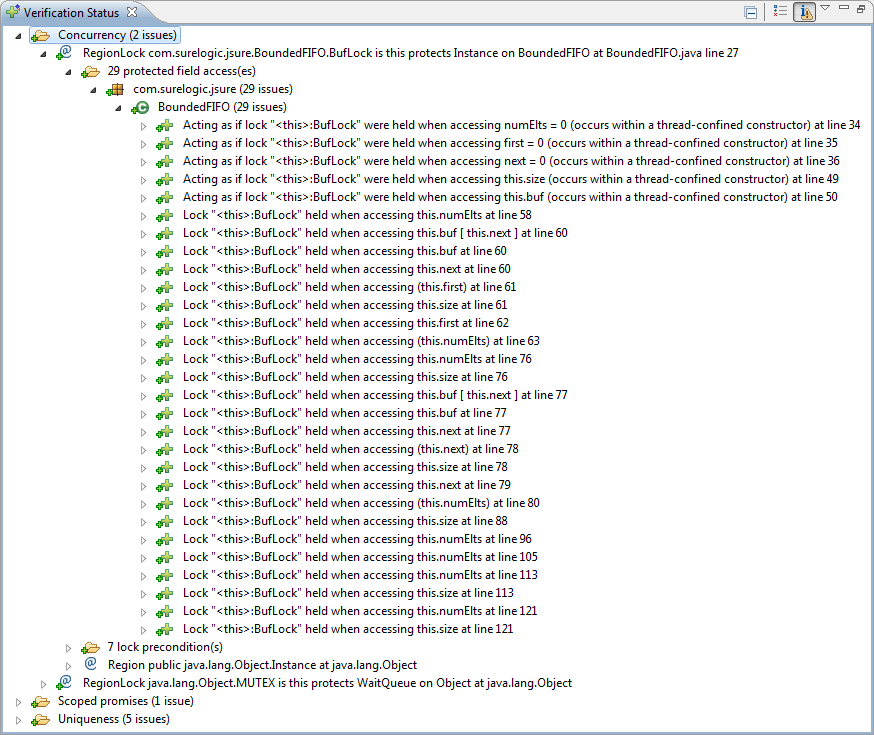 Verification Status
Concurrency (2 issues)
RegionLock com.surelogic.jsure.BoundedFIFO.BufLock is this protects Instance on BoundedFIFO at BoundedFIFO.java line 27
29 protected field access(es)
com.surelogic.jsure (29 issues)
BoundedFIFO (29 issues)
Acting as if lock "<this>:BufLock" were held when accessing numElts = 0 (occurs within a thread-confined constructor) at line 34
Acting as if lock "<this>:BufLock" were held when accessing first = 0 (occurs within a thread-confined constructor) at line 35
Acting as if lock "<this>:BufLock" were held when accessing next = 0 (occurs within a thread-confined constructor) at line 36
Acting as if lock "<this>:BufLock" were held when accessing this.size (occurs within a thread-confined constructor) at line 49
Acting as if lock "<this>:BufLock" were held when accessing this.buf (occurs within a thread-confined constructor) at line 50
Lock "<this>:BufLock" held when accessing this.numElts at line 58
Lock "<this>:BufLock" held when accessing this.buf [ this.next ] at line 60
Lock "<this>:BufLock" held when accessing this.buf at line 60
Lock "<this>:BufLock" held when accessing this.next at line 60
Lock "<this>:BufLock" held when accessing (this.first) at line 61
Lock "<this>:BufLock" held when accessing this.size at line 61
Lock "<this>:BufLock" held when accessing this.first at line 62
Lock "<this>:BufLock" held when accessing (this.numElts) at line 63
Lock "<this>:BufLock" held when accessing this.numElts at line 76
Lock "<this>:BufLock" held when accessing this.size at line 76
Lock "<this>:BufLock" held when accessing this.buf [ this.next ] at line 77
Lock "<this>:BufLock" held when accessing this.buf at line 77
Lock "<this>:BufLock" held when accessing this.next at line 77
Lock "<this>:BufLock" held when accessing (this.next) at line 78
Lock "<this>:BufLock" held when accessing this.size at line 78
Lock "<this>:BufLock" held when accessing this.next at line 79
Lock "<this>:BufLock" held when accessing (this.numElts) at line 80
Lock "<this>:BufLock" held when accessing this.size at line 88
Lock "<this>:BufLock" held when accessing this.numElts at line 96
Lock "<this>:BufLock" held when accessing this.numElts at line 105
Lock "<this>:BufLock" held when accessing this.numElts at line 113
Lock "<this>:BufLock" held when accessing this.size at line 113
Lock "<this>:BufLock" held when accessing this.numElts at line 121
Lock "<this>:BufLock" held when accessing this.size at line 121
7 lock precondition(s)
Region public java.lang.Object.Instance at java.lang.Object
RegionLock java.lang.Object.MUTEX is this protects WaitQueue on Object at java.lang.Object
Scoped promises (1 issue)
Uniqueness (5 issues)